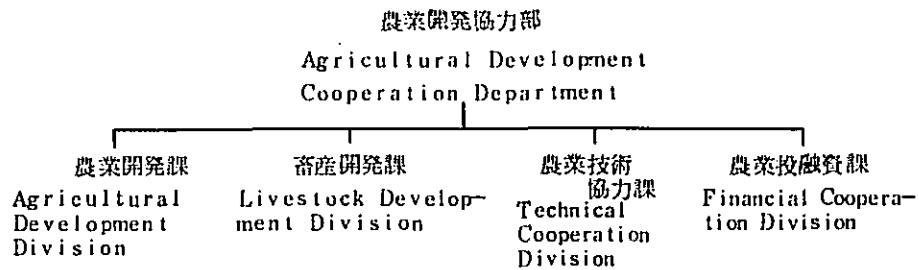 農業開発協力部
Agricultural Development
Cooperation Department
農業開発課
Agricultural
Development
Division
畜産開発課
Livestock Develop-
ment Division
農業技術
協力課
Technical
Cooperation
Division
農業投融資課
Financial Coopera-
tion Division